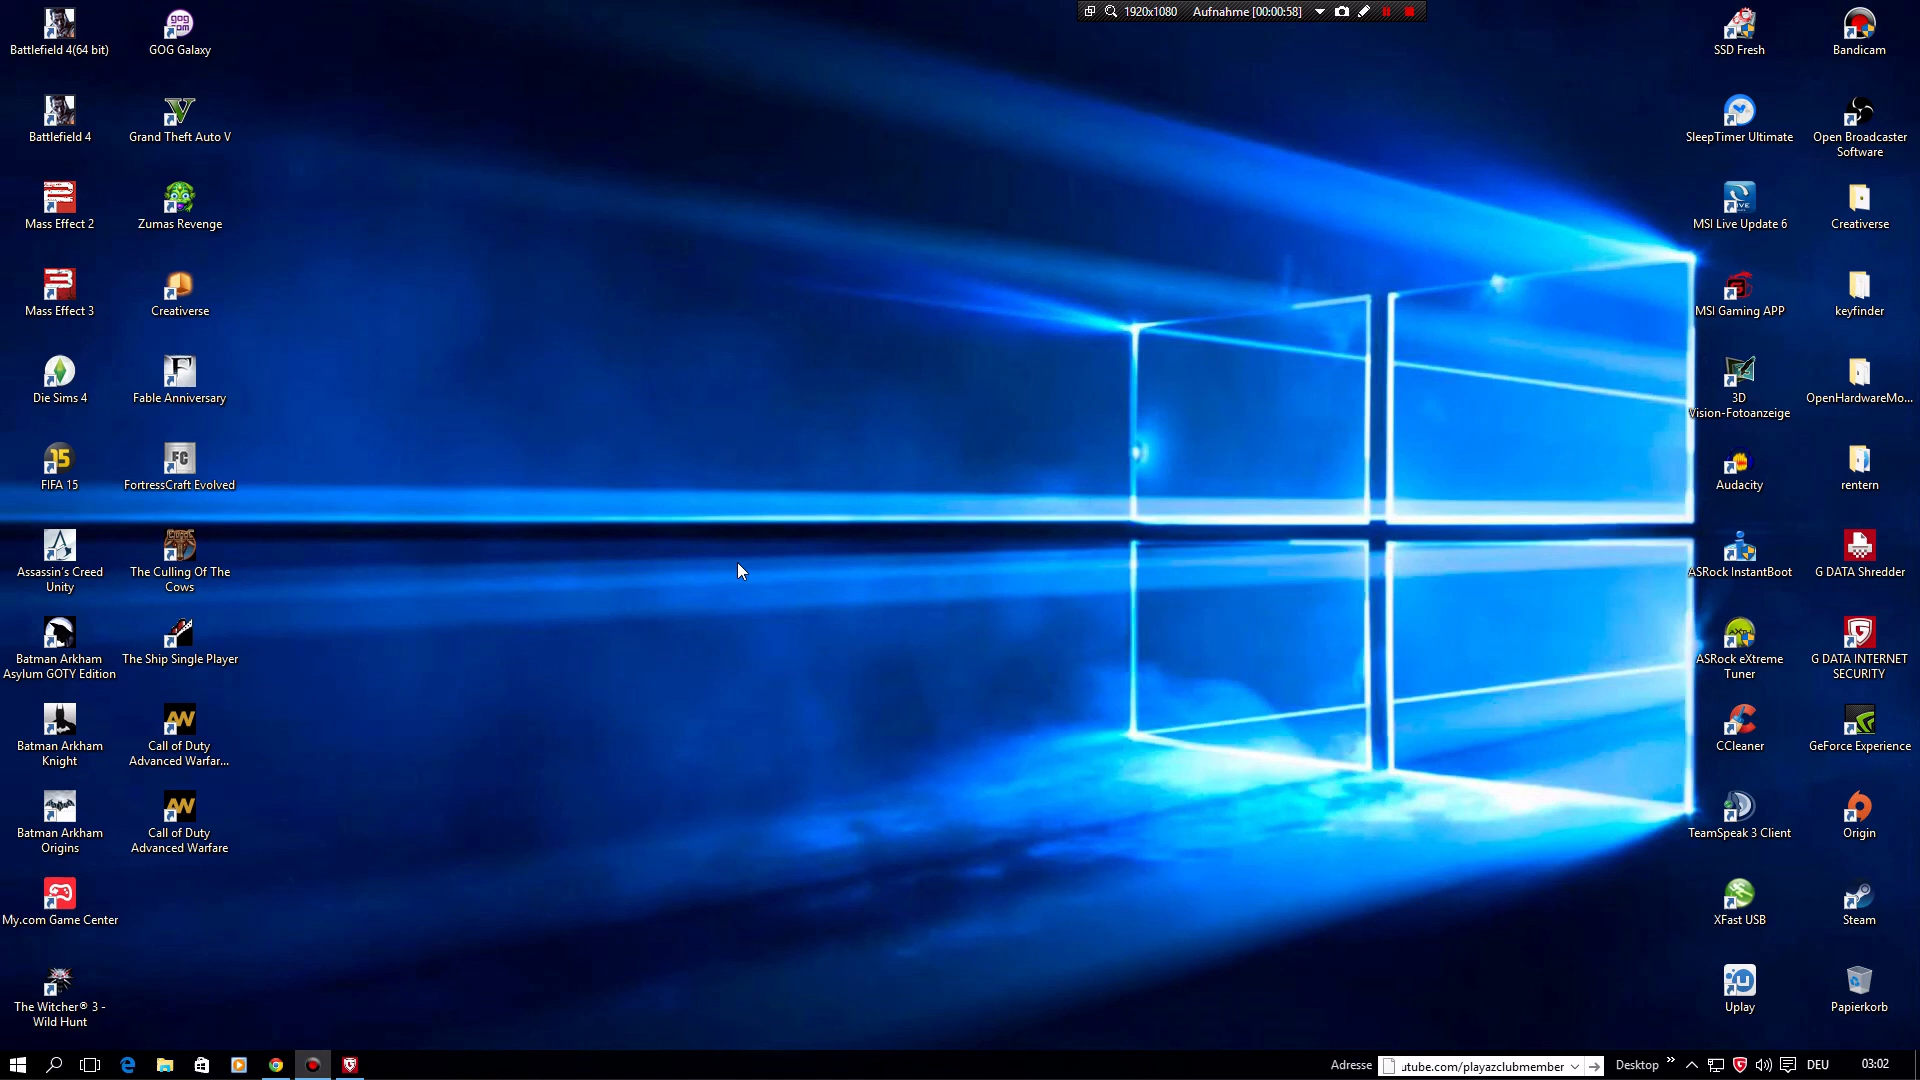 1920x1080 Aufnahme [00:00:58]
Battlefield 4(64 bit)
GOG Galaxy
SSD Fresh
Bandicam
Battlefield 4
Grand Theft Auto V
SleepTimer Ultimate
Open Broadcaster
Software
Mass Effect 2
Zumas Revenge
MSI Live Update 6
Creativerse
Mass Effect 3
Creativerse
MSI Gaming APP
keyfinder
Die Sims 4
Fable Anniversary
3D
Vision-Fotoanzeige
OpenHardwareMo...
FIFA 15
FortressCraft Evolved
Audacity
rentern
Assassin's Creed
Unity
The Culling Of The
Cows
ASRock InstantBoot
G DATA Shredder
Batman Arkham
Asylum GOTY Edition
The Ship Single Player
ASRock eXtreme
Tuner
G DATA INTERNET
SECURITY
Batman Arkham
Knight
Call of Duty
Advanced Warfar...
CCleaner
GeForce Experience
Batman Arkham
Origins
Call of Duty
Advanced Warfare
TeamSpeak 3 Client
Origin
My.com Game Center
XFast USB
Steam
The Witcher® 3 -
Wild Hunt
Uplay
Papierkorb
Adresse utube.com/playazclubmember Desktop » DEU 03:02